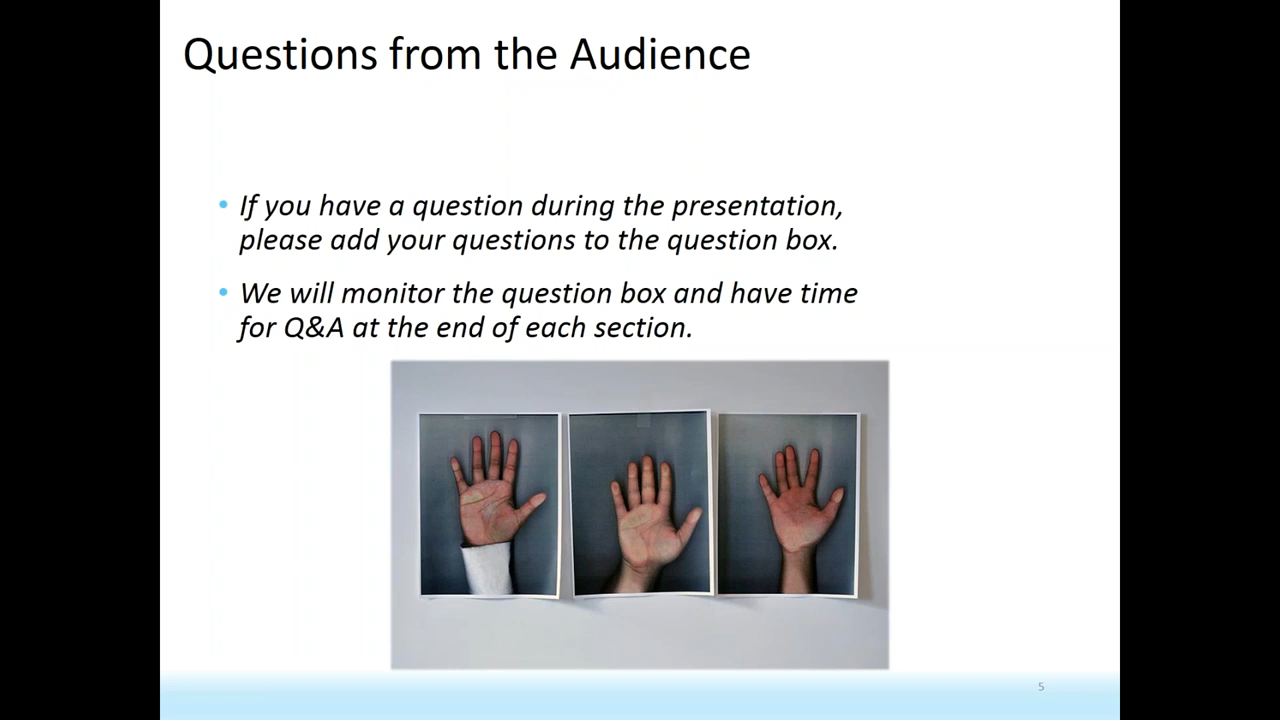 Questions from the Audience
• If you have a question during the presentation,
please add your questions to the question box.
• We will monitor the question box and have time
for Q&A at the end of each section.
5